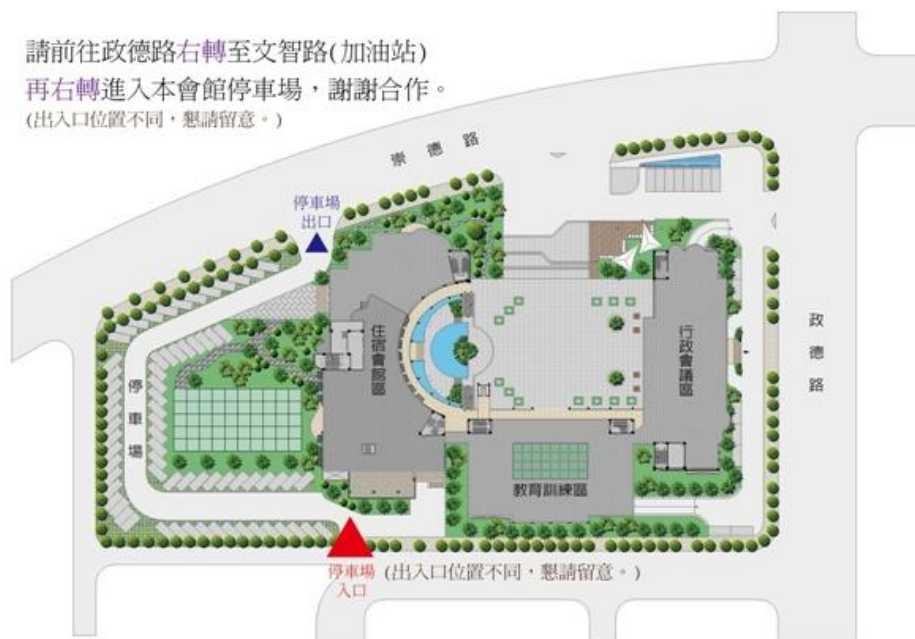 請前往政德路右轉至文智路(加油站)
再右轉進入本會館停車場，謝謝合作。
(出入口位置不同，懇請留意。)
崇德路
停車場
出口
住宿會館區
行政會議區
政德路
停車場
教育訓練區
停車場
入口
(出入口位置不同，懇請留意。)